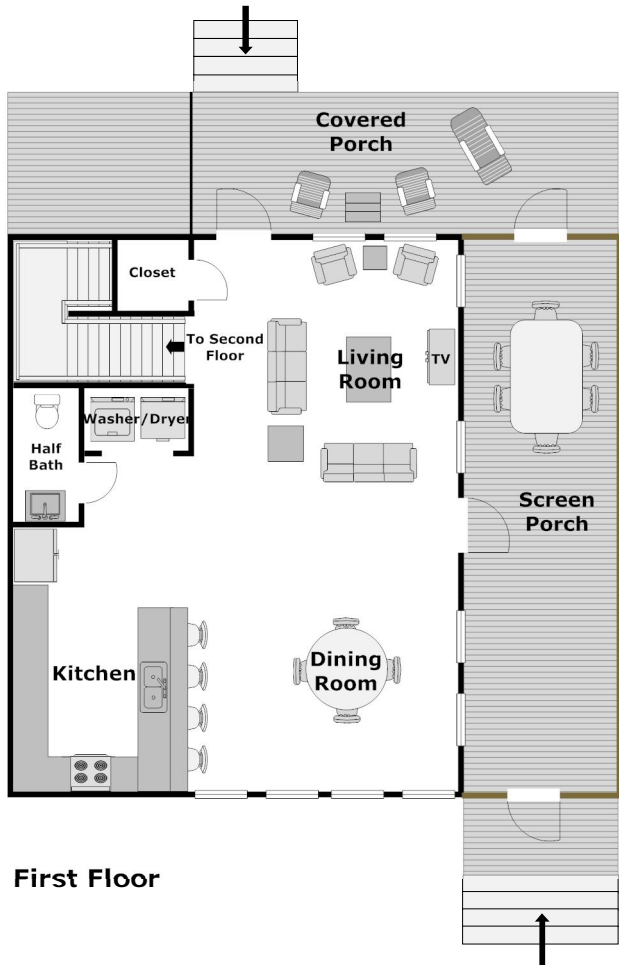 Covered
Porch
Closet
To Second
Floor
Living
Room
TV
Washer/Dryer
Half
Bath
Screen
Porch
Kitchen
Dining
Room
First Floor